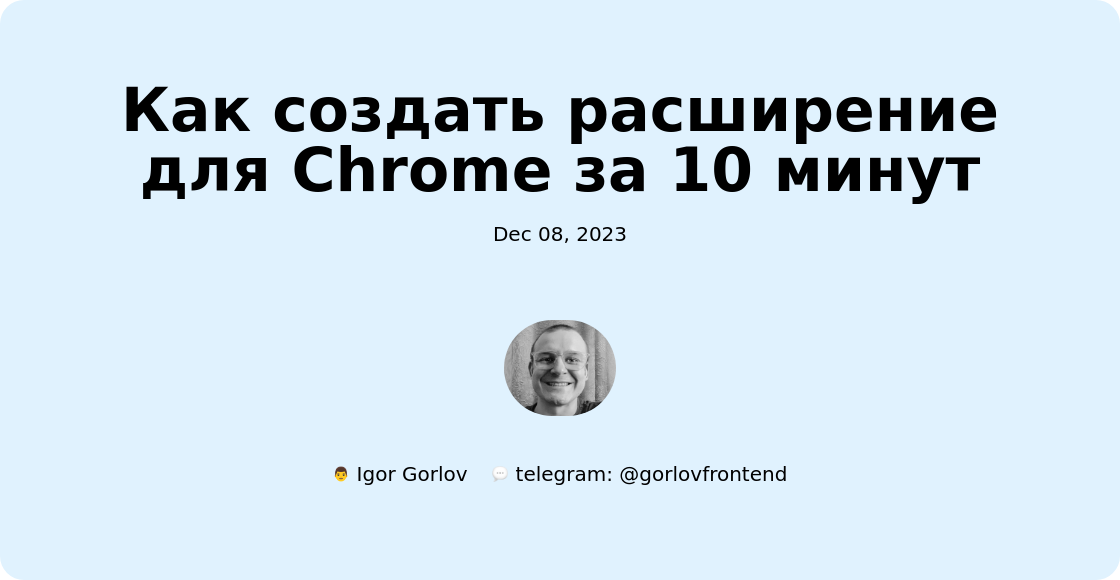 Как создать расширение
для Chrome за 10 минут
Dec 08, 2023
Igor Gorlov
telegram: @gorlovfrontend